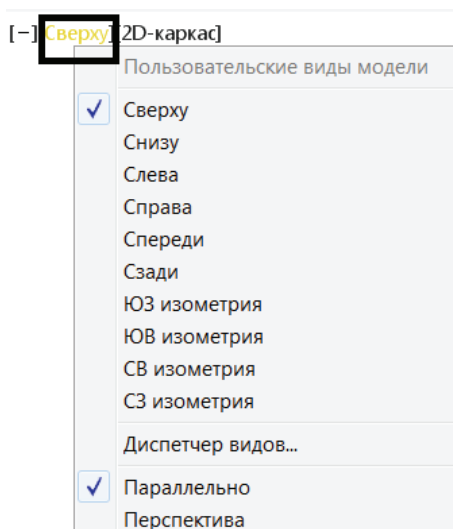 [−][Сверху][2D-каркас]
Пользовательские виды модели
Сверху
Снизу
Слева
Справа
Спереди
Сзади
ЮЗ изометрия
ЮВ изометрия
СВ изометрия
СЗ изометрия
Диспетчер видов...
Параллельно
Перспектива